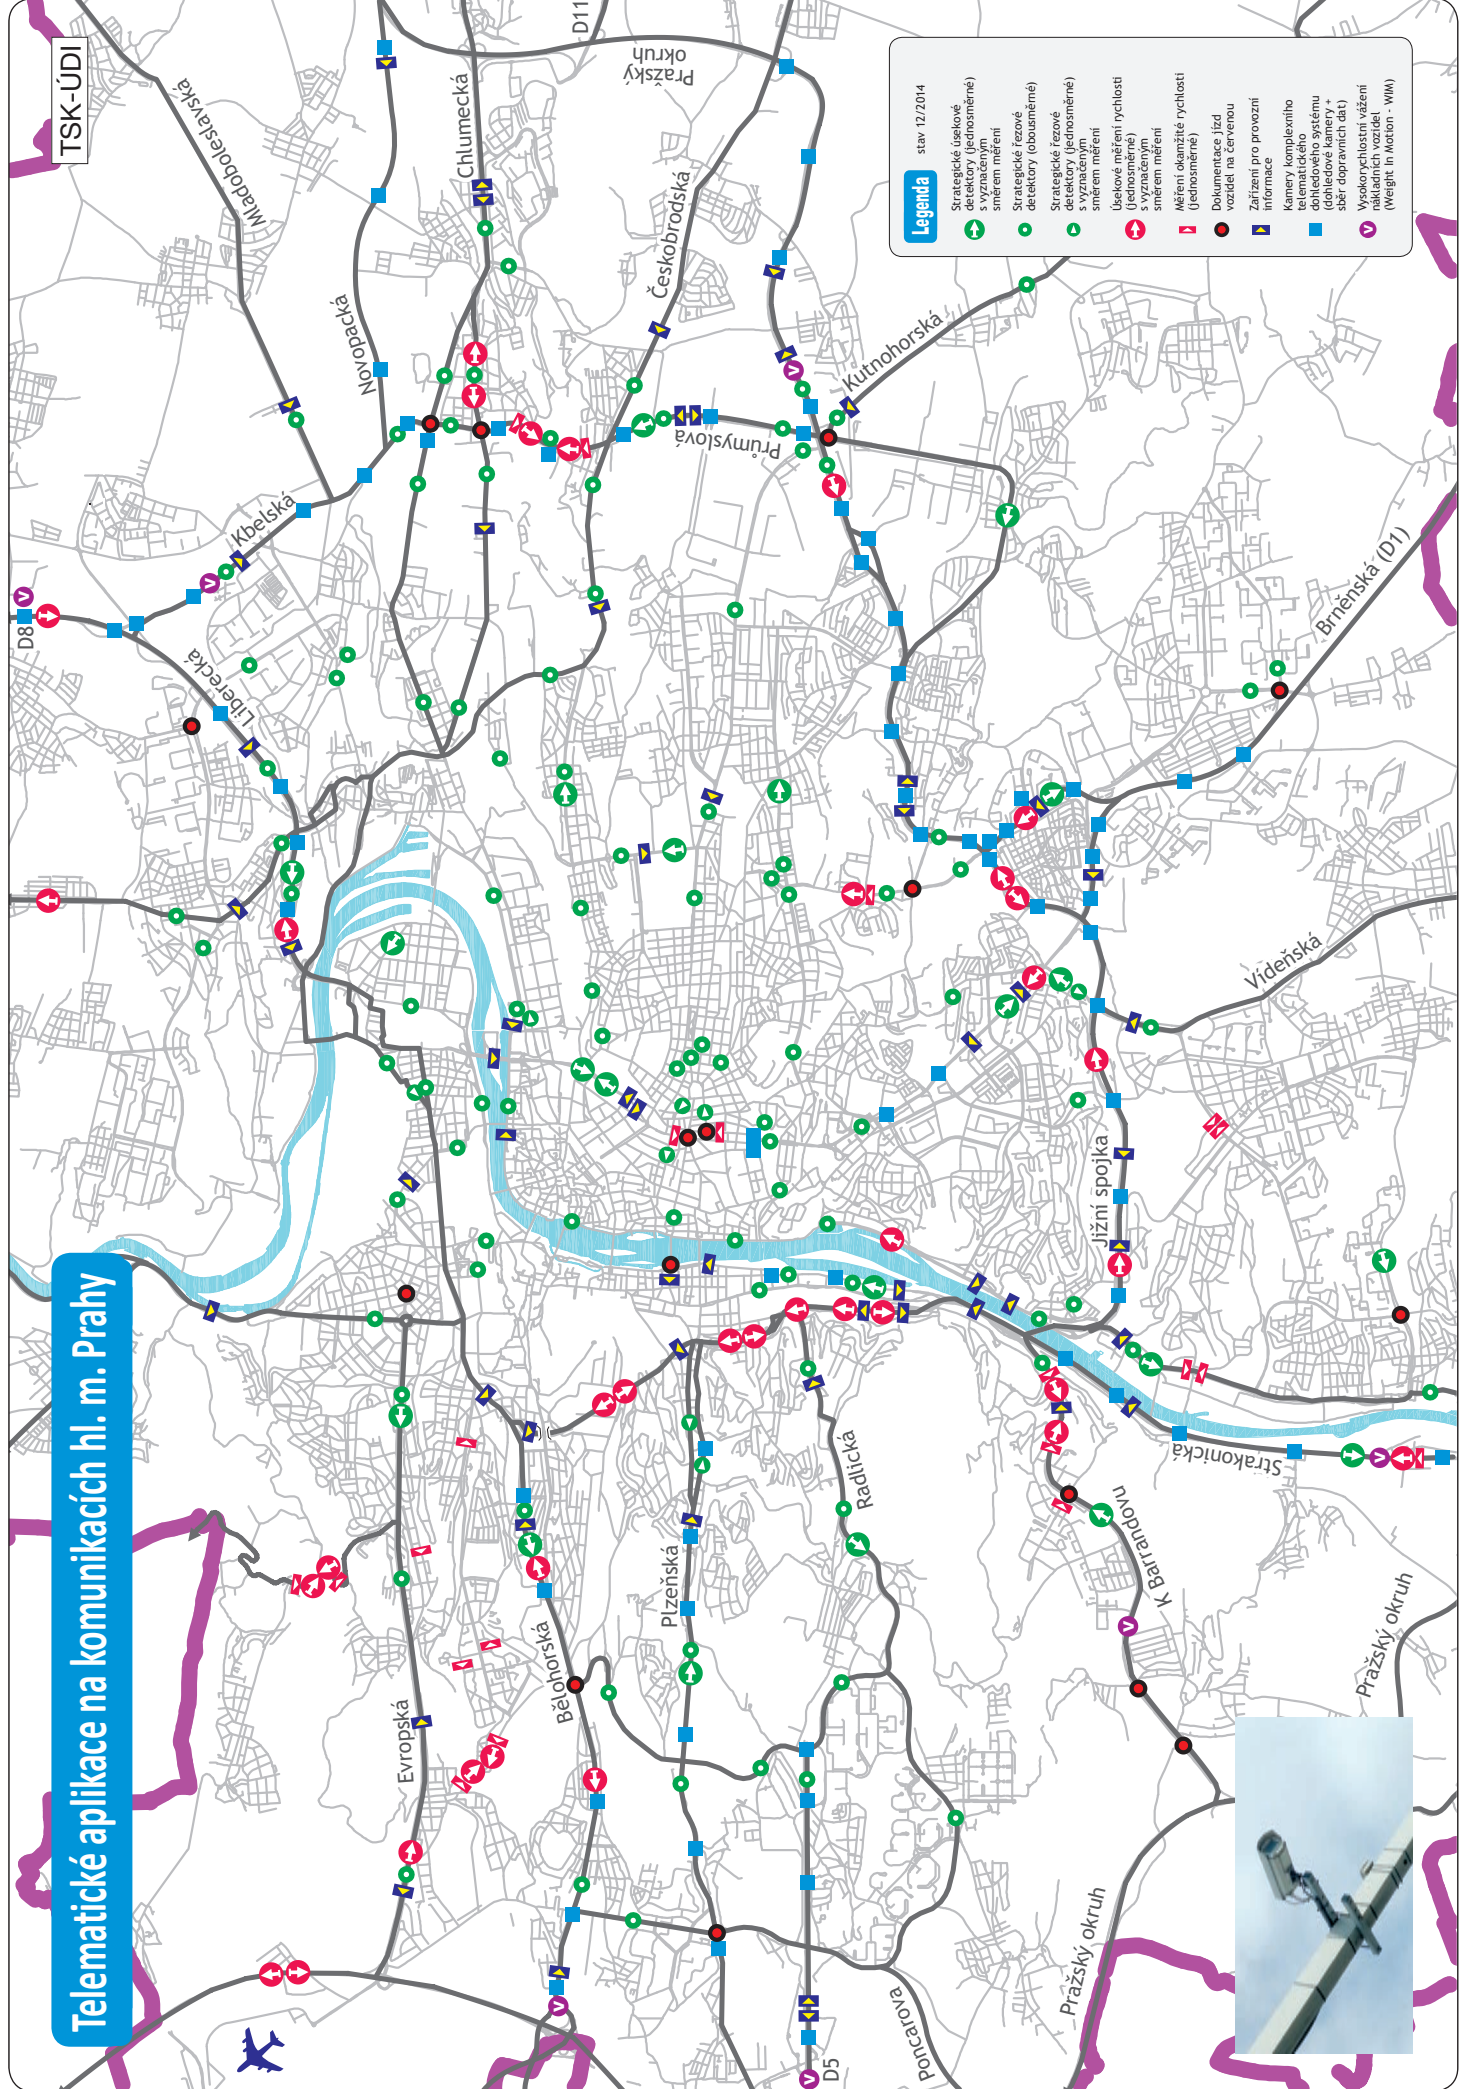 Telematické aplikace na komunikacích hl. m. Prahy
TSK-ÚDI
Mladoboleslavská
Chlumecká
D11
Pražský
okruh
Novopacká
Českobrodská
Kutnohorská
Průmyslová
Kbelská
D8
Liberecká
Brněnská (D1)
Vídeňská
Jižní spojka
Strakonická
K Barrandovu
Radlická
Plzeňská
Bělohorská
Evropská
Pražský okruh
Pražský okruh
Poncarova
D5
Legenda
stav 12/2014
Strategické úsekové
detektory (jednosměrné)
s vyznačeným
směrem měření
Strategické řezové
detektory (obousměrné)
Strategické řezové
detektory (jednosměrné)
s vyznačeným
směrem měření
Úsekové měření rychlosti
(jednosměrné)
s vyznačeným
směrem měření
Měření okamžité rychlosti
(jednosměrné)
Dokumentace jízd
vozidel na červenou
Zařízení pro provozní
informace
Kamery komplexního
telematického
dohledového systému
(dohledové kamery +
sběr dopravních dat)
Vysokorychlostní vážení
nákladních vozidel
(Weight In Motion - WIM)